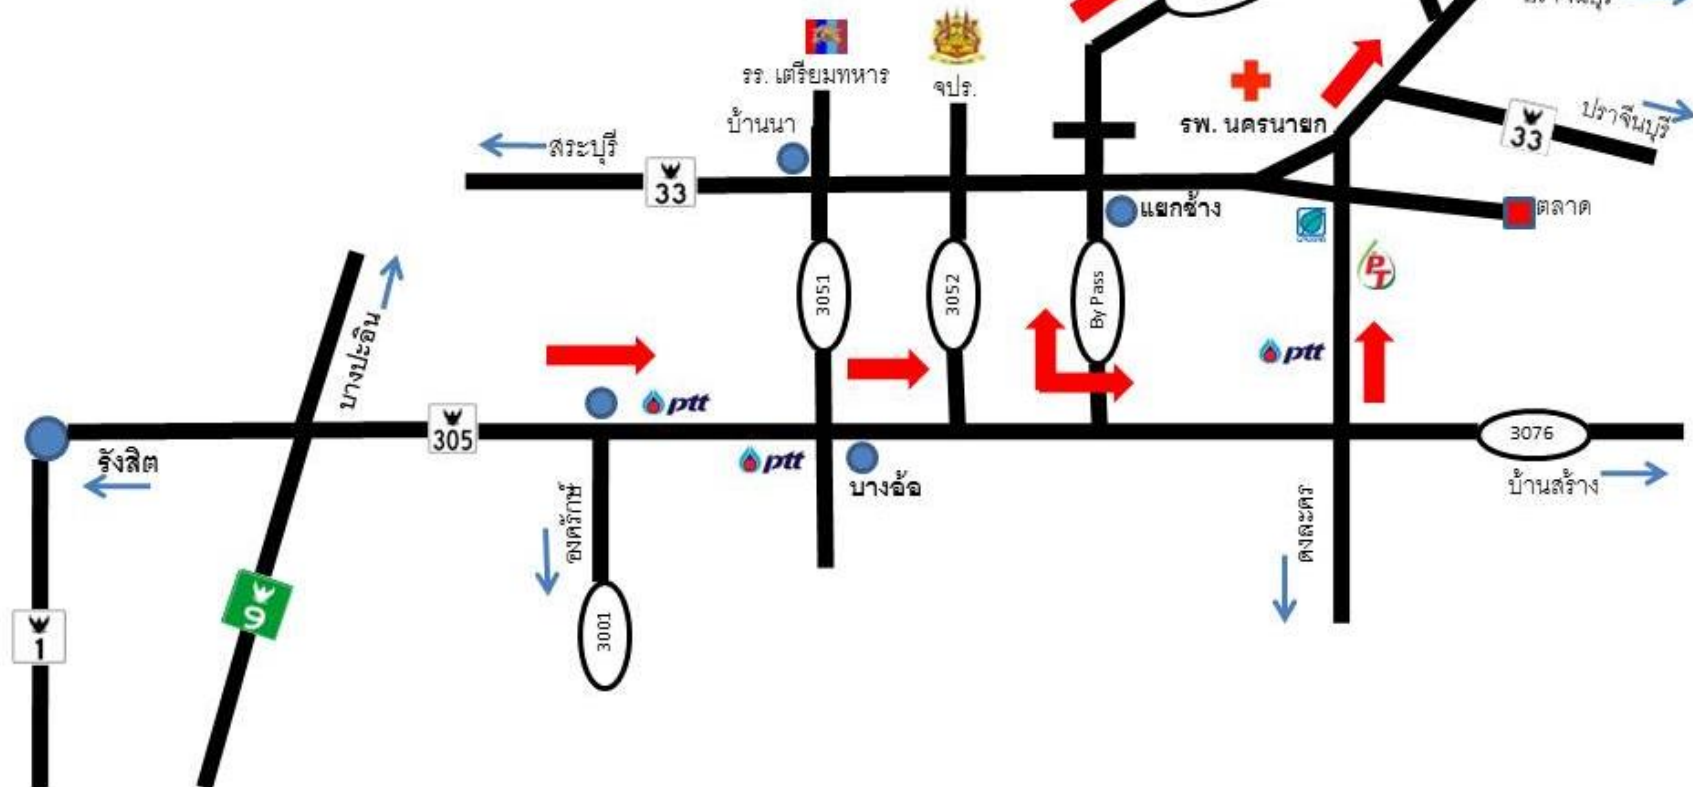 รร. เตรียมทหาร
จปร.
บ้านนา
สระบุรี
33
รพ. นครนายก
33
ปราจีนบุรี
แยกช้าง
ตลาด
PT
3051
3052
By Pass
บางปะอิน
ptt
ptt
305
3076
รังสิต
ptt
บางอ้อ
บ้านสร้าง
องครักษ์
ดงละคร
9
1
3001